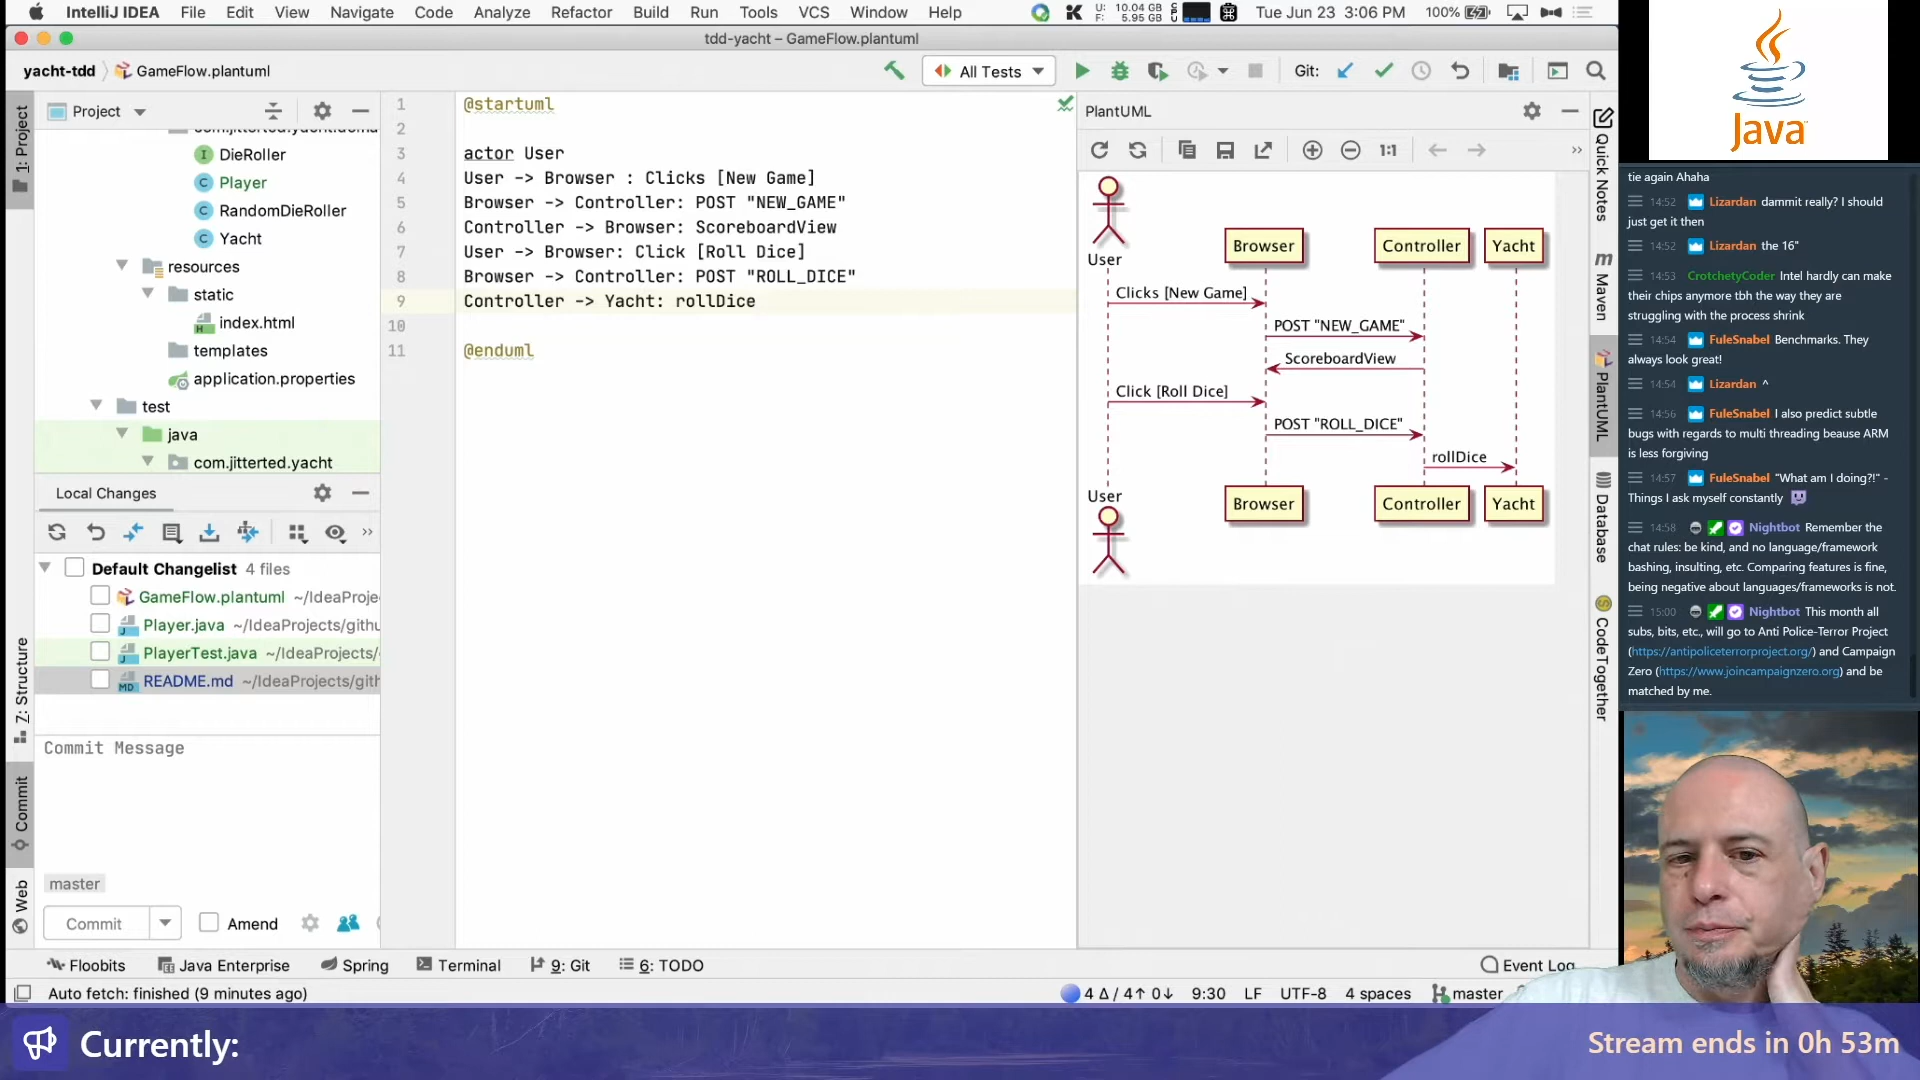 IntelliJ IDEA File Edit View Navigate Code Analyze Refactor Build Run Tools VCS Window Help U: 10.04 GB F: 5.95 GB Tue Jun 23 3:06 PM 100%
tdd-yacht – GameFlow.plantuml
yacht-tdd GameFlow.plantuml All Tests Git:
1: Project
Project
DieRoller
Player
RandomDieRoller
Yacht
resources
static
index.html
templates
application.properties
test
java
com.jitterted.yacht
Local Changes
Default Changelist 4 files
GameFlow.plantuml ~/IdeaProje
Player.java ~/IdeaProjects/githu
PlayerTest.java ~/IdeaProjects/
README.md ~/IdeaProjects/gith
Commit Message
master
Commit Amend
Z: Structure
Commit
Web
1 @startuml
2
3 actor User
4 User -> Browser : Clicks [New Game]
5 Browser -> Controller: POST "NEW_GAME"
6 Controller -> Browser: ScoreboardView
7 User -> Browser: Click [Roll Dice]
8 Browser -> Controller: POST "ROLL_DICE"
9 Controller -> Yacht: rollDice
10
11 @enduml
PlantUML
1:1
User Browser Controller Yacht
Clicks [New Game]
POST "NEW_GAME"
ScoreboardView
Click [Roll Dice]
POST "ROLL_DICE"
rollDice
User Browser Controller Yacht
Quick Notes
Maven
PlantUML
Database
CodeTogether
Floobits Java Enterprise Spring Terminal 9: Git 6: TODO Event Log
Auto fetch: finished (9 minutes ago) 4 Δ / 4↑ 0↓ 9:30 LF UTF-8 4 spaces master
Java
tie again Ahaha
14:52 Lizardan dammit really? I should
just get it then
14:52 Lizardan the 16"
14:53 CrotchetyCoder Intel hardly can make
their chips anymore tbh the way they are
struggling with the process shrink
14:54 FuleSnabel Benchmarks. They
always look great!
14:54 Lizardan ^
14:56 FuleSnabel I also predict subtle
bugs with regards to multi threading beause ARM
is less forgiving
14:57 FuleSnabel "What am I doing?!" -
Things I ask myself constantly
14:58 Nightbot Remember the
chat rules: be kind, and no language/framework
bashing, insulting, etc. Comparing features is fine,
being negative about languages/frameworks is not.
15:00 Nightbot This month all
subs, bits, etc., will go to Anti Police-Terror Project
(https://antipoliceterrorproject.org/) and Campaign
Zero (https://www.joincampaignzero.org) and be
matched by me.
Currently:
Stream ends in 0h 53m